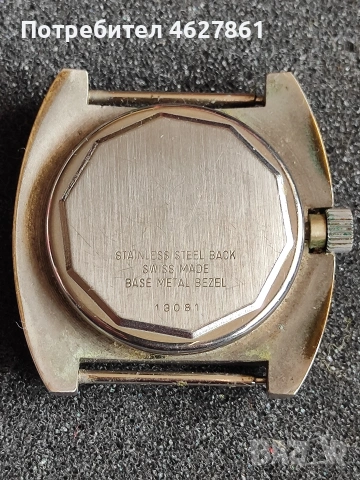 Потребител 4627861
STAINLESS STEEL BACK
SWISS MADE
BASE METAL BEZEL
13081